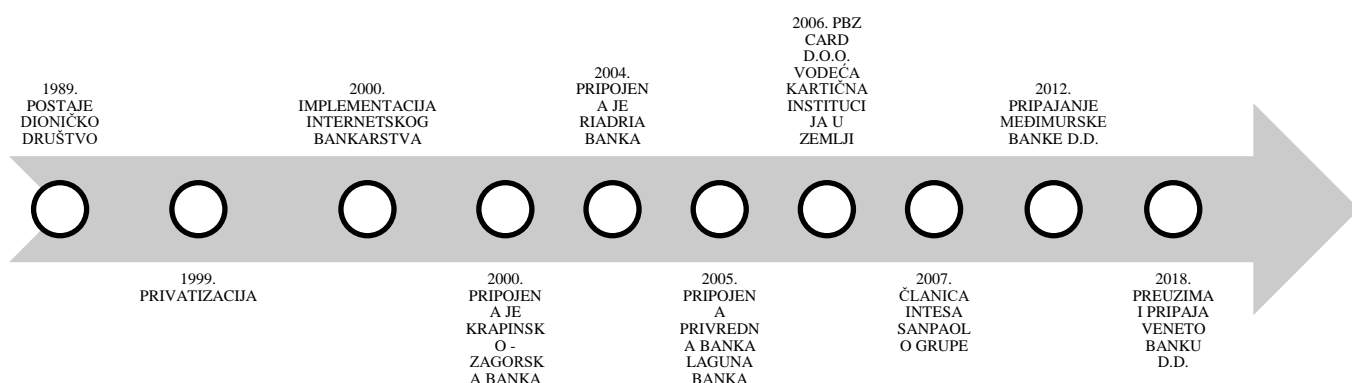 1989.
POSTAJE
DIONIČKO
DRUŠTVO
1999.
PRIVATIZACIJA
2000.
IMPLEMENTACIJA
INTERNETSKOG
BANKARSTVA
2000.
PRIPOJEN
A JE
KRAPINSK
O -
ZAGORSK
A BANKA
2004.
PRIPOJEN
A JE
RIADRIA
BANKA
2005.
PRIPOJEN
A
PRIVREDN
A BANKA
LAGUNA
BANKA
2006. PBZ
CARD
D.O.O.
VODEĆA
KARTIČNA
INSTITUCI
JA U
ZEMLJI
2007.
ČLANICA
INTESA
SANPAOL
O GRUPE
2012.
PRIPAJANJE
MEĐIMURSKE
BANKE D.D.
2018.
PREUZIMA
I PRIPAJA
VENETO
BANKU
D.D.